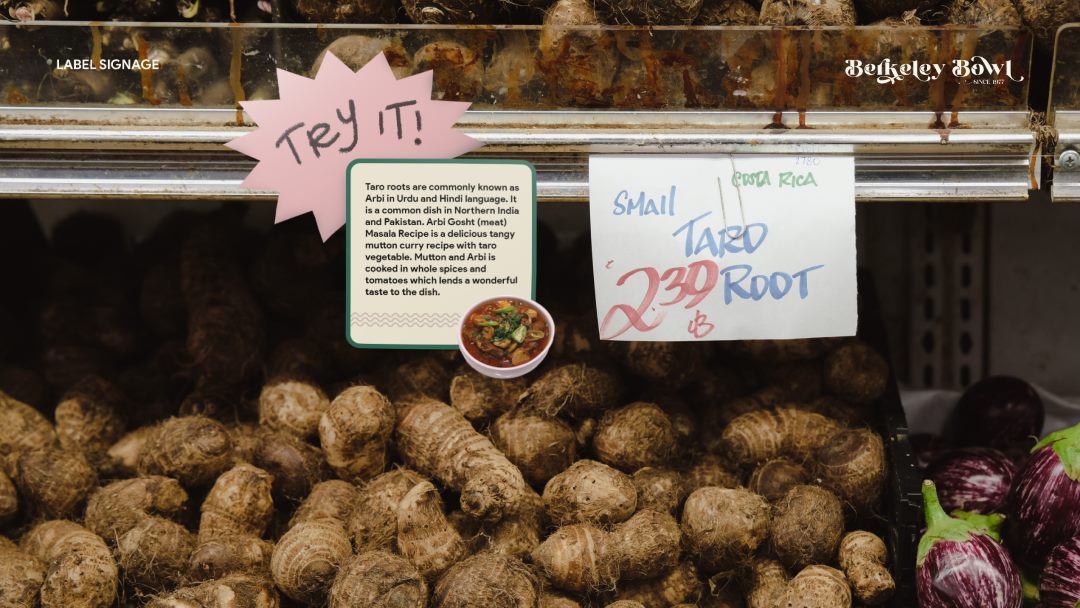 LABEL SIGNAGE
Berkeley Bowl
SINCE 1977
TRY IT!
Taro roots are commonly known as
Arbi in Urdu and Hindi language. It
is a common dish in Northern India
and Pakistan. Arbi Gosht (meat)
Masala Recipe is a delicious tangy
mutton curry recipe with taro
vegetable. Mutton and Arbi is
cooked in whole spices and
tomatoes which lends a wonderful
taste to the dish.
COSTA RICA
SMALL
TARO
2.39 ROOT
LB